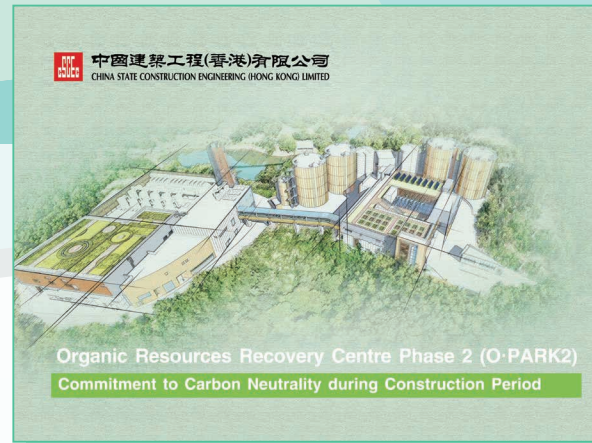 中國建築工程(香港)有限公司
CHINA STATE CONSTRUCTION ENGINEERING (HONG KONG) LIMITED
Organic Resources Recovery Centre Phase 2 (O·PARK2)
Commitment to Carbon Neutrality during Construction Period